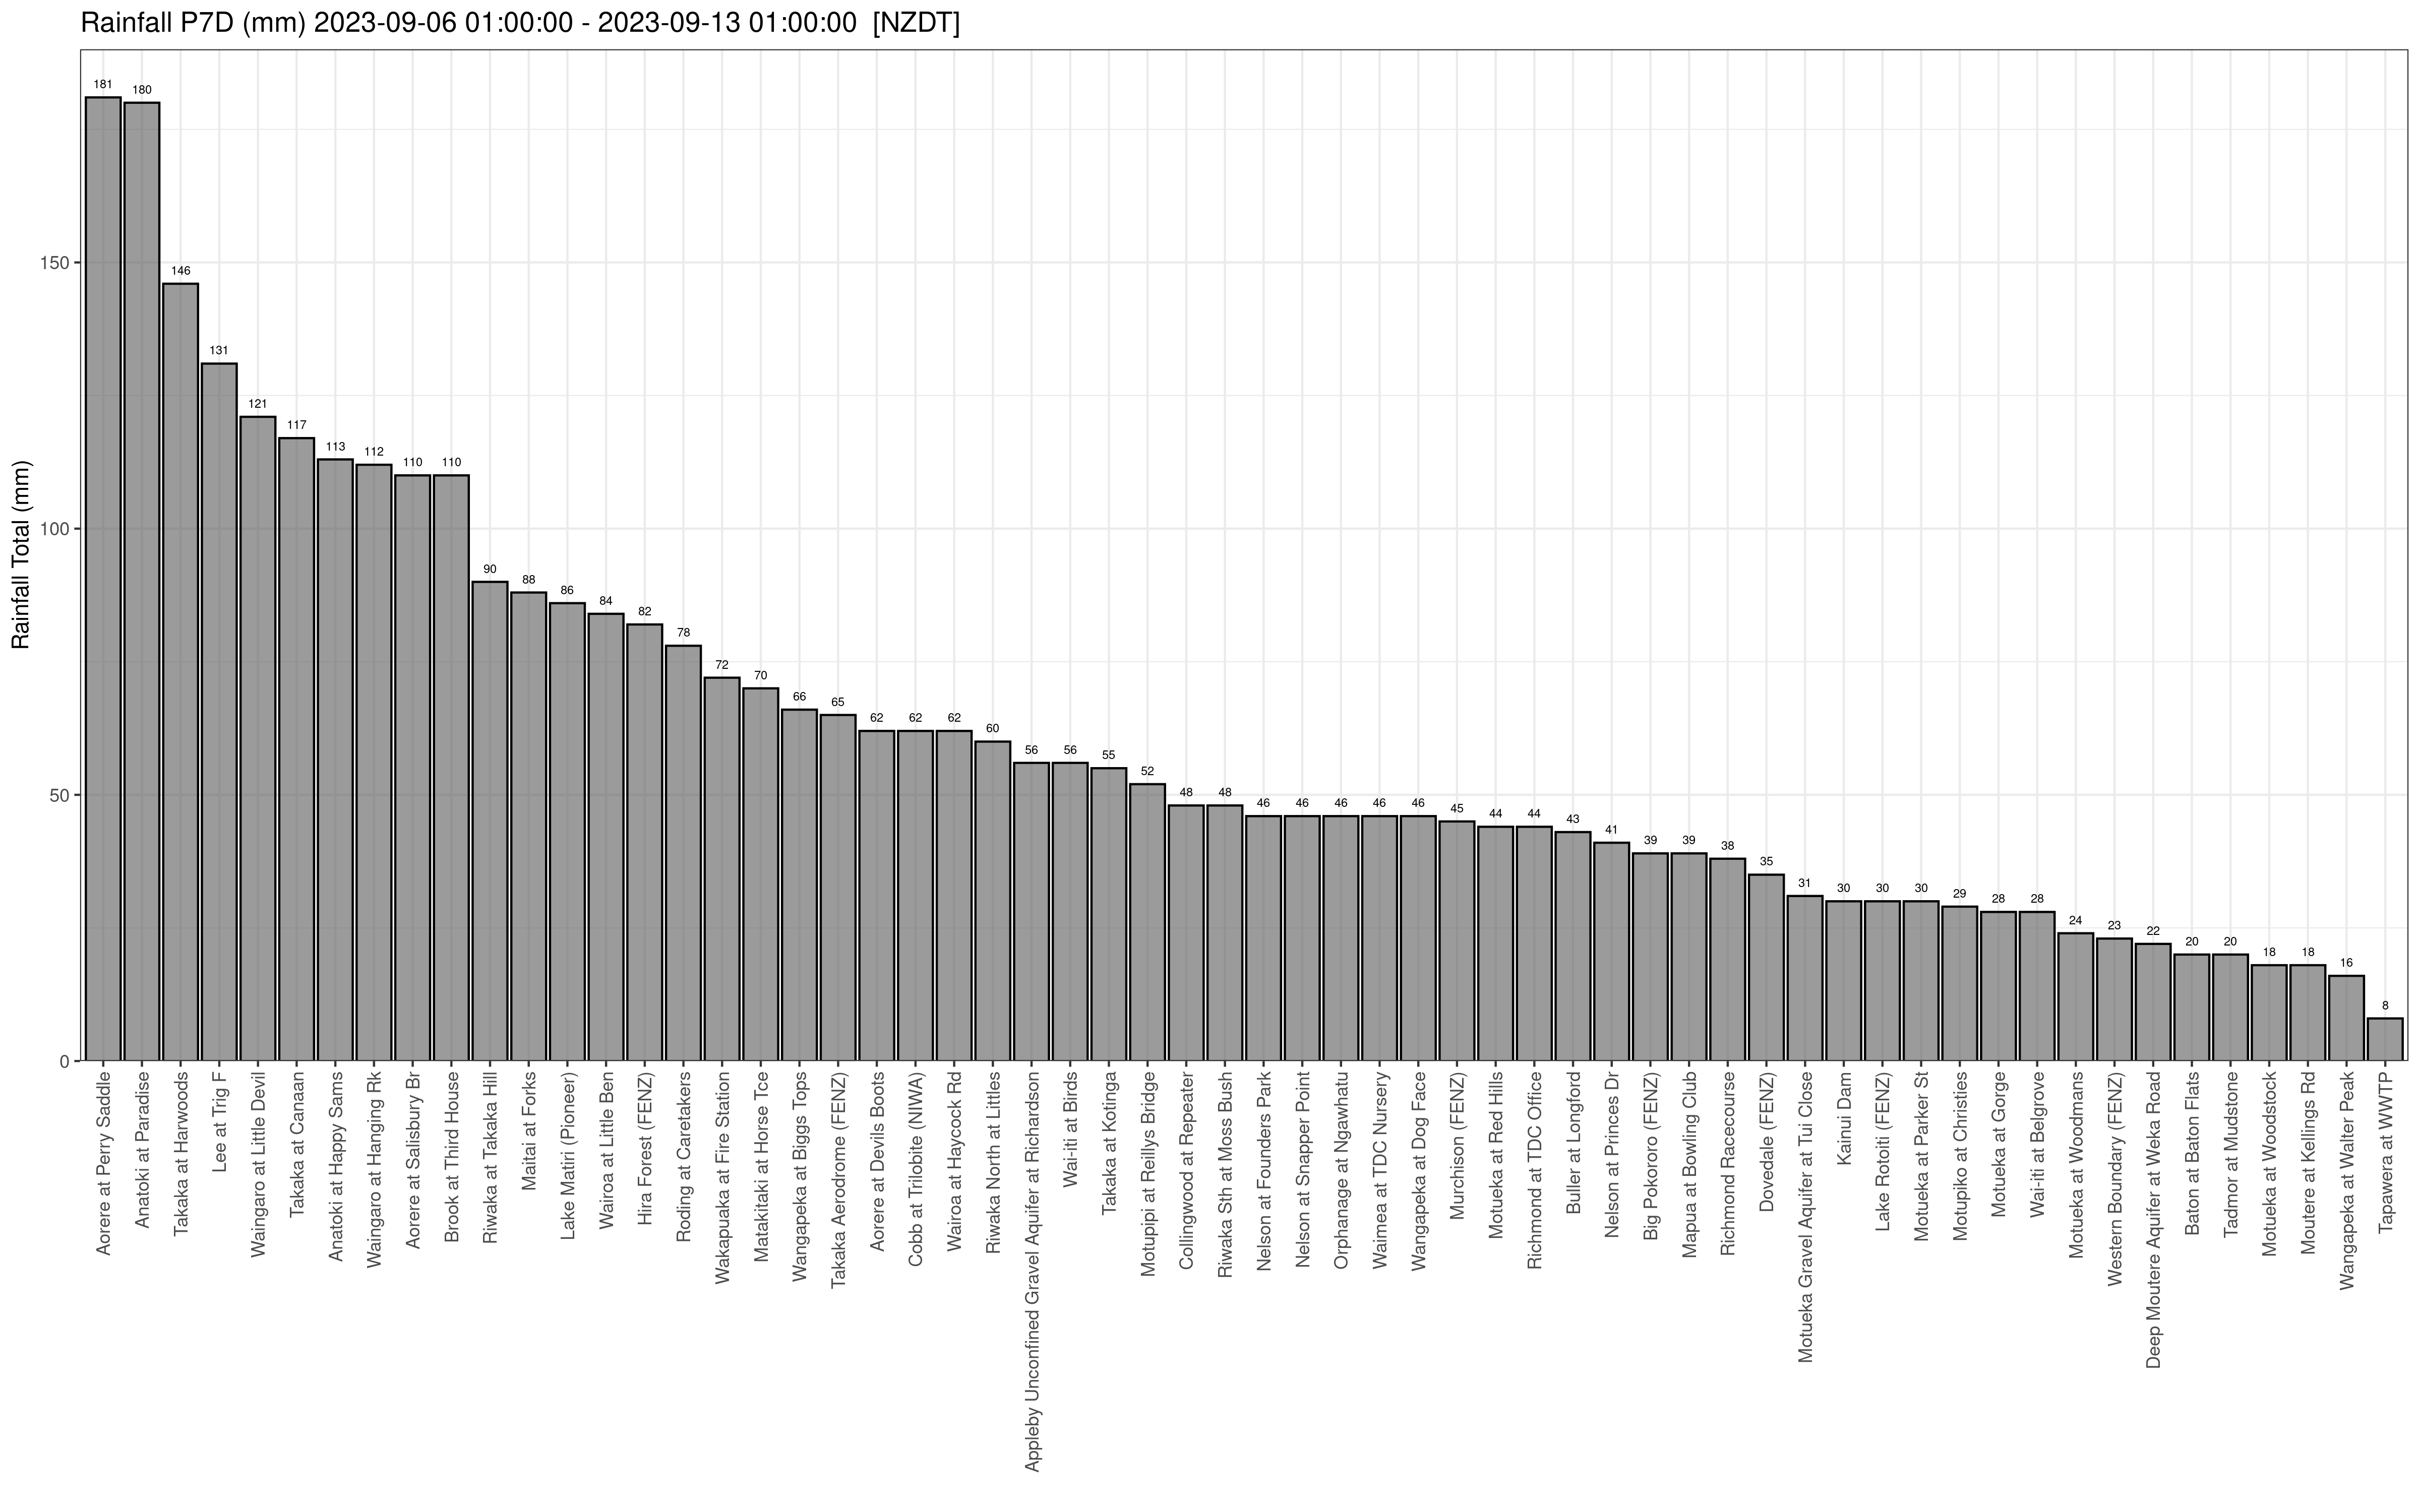 Rainfall P7D (mm) 2023-09-06 01:00:00 - 2023-09-13 01:00:00  [NZDT]
Rainfall Total (mm)
150
100
50
0
181
180
146
131
121
117
113
112
110
110
90
88
86
84
82
78
72
70
66
65
62
62
62
60
56
56
55
52
48
48
46
46
46
46
46
45
44
44
43
41
39
39
38
35
31
30
30
30
29
28
28
24
23
22
20
20
18
18
16
8
Aorere at Perry Saddle
Anatoki at Paradise
Takaka at Harwoods
Lee at Trig F
Waingaro at Little Devil
Takaka at Canaan
Anatoki at Happy Sams
Waingaro at Hanging Rk
Aorere at Salisbury Br
Brook at Third House
Riwaka at Takaka Hill
Maitai at Forks
Lake Matiri (Pioneer)
Wairoa at Little Ben
Hira Forest (FENZ)
Roding at Caretakers
Wakapuaka at Fire Station
Matakitaki at Horse Tce
Wangapeka at Biggs Tops
Takaka Aerodrome (FENZ)
Aorere at Devils Boots
Cobb at Trilobite (NIWA)
Wairoa at Haycock Rd
Riwaka North at Littles
Appleby Unconfined Gravel Aquifer at Richardson
Wai-iti at Birds
Takaka at Kotinga
Motupipi at Reillys Bridge
Collingwood at Repeater
Riwaka Sth at Moss Bush
Nelson at Founders Park
Nelson at Snapper Point
Orphanage at Ngawhatu
Waimea at TDC Nursery
Wangapeka at Dog Face
Murchison (FENZ)
Motueka at Red Hills
Richmond at TDC Office
Buller at Longford
Nelson at Princes Dr
Big Pokororo (FENZ)
Mapua at Bowling Club
Richmond Racecourse
Dovedale (FENZ)
Motueka Gravel Aquifer at Tui Close
Kainui Dam
Lake Rotoiti (FENZ)
Motueka at Parker St
Motupiko at Christies
Motueka at Gorge
Wai-iti at Belgrove
Motueka at Woodmans
Western Boundary (FENZ)
Deep Moutere Aquifer at Weka Road
Baton at Baton Flats
Tadmor at Mudstone
Motueka at Woodstock
Moutere at Kellings Rd
Wangapeka at Walter Peak
Tapawera at WWTP